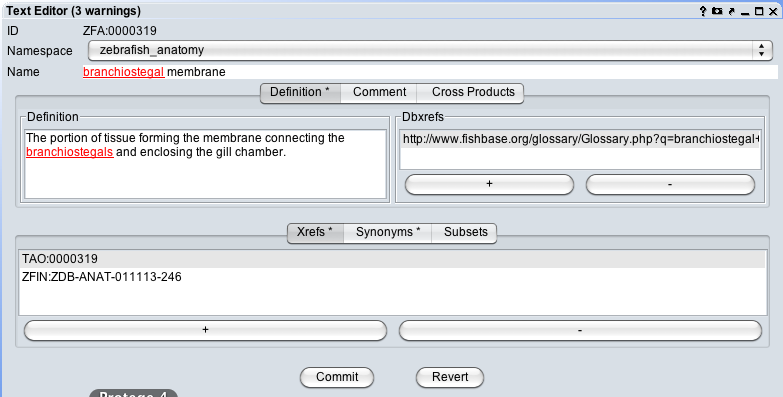 Text Editor (3 warnings)
ID ZFA:0000319
Namespace zebrafish_anatomy
Name branchiostegal membrane
Definition * Comment Cross Products
Definition
The portion of tissue forming the membrane connecting the
branchiostegals and enclosing the gill chamber.
Dbxrefs
http://www.fishbase.org/glossary/Glossary.php?q=branchiostegal+
+ -
Xrefs * Synonyms * Subsets
TAO:0000319
ZFIN:ZDB-ANAT-011113-246
+ -
Commit Revert
Protege 4